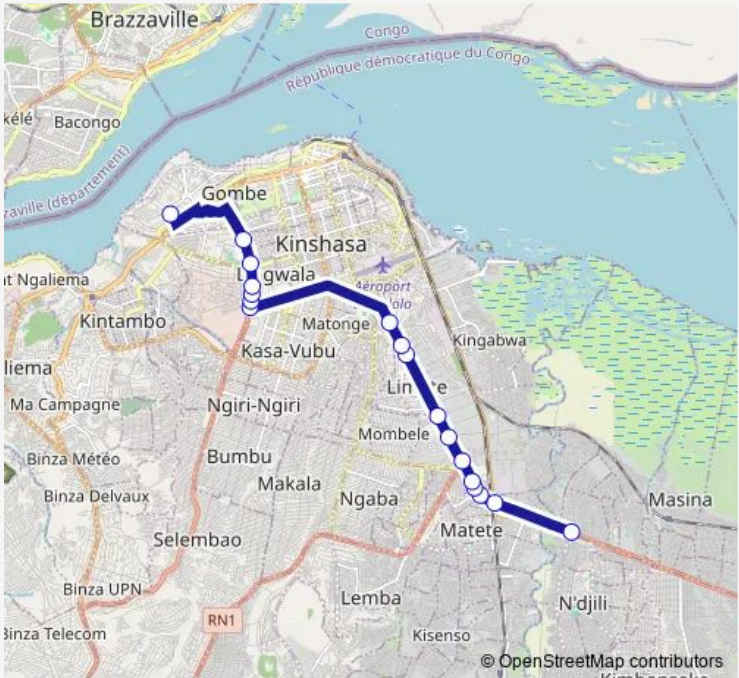 Brazzaville
Congo
République démocratique du Congo
Bacongo
Gombe
Kinshasa
Ngaliema
Aéroport
Kintambo
Matonge
Kingabwa
Kasa-Vubu
Ma Campagne
Ngiri-Ngiri
Mombele
Binza Météo
Bumbu
Makala
Binza Delvaux
Ngaba
Masina
Selembao
Matete
Binza UPN
Lemba
N'djili
RN1
Binza Telecom
Kisenso
© OpenStreetMap contributors